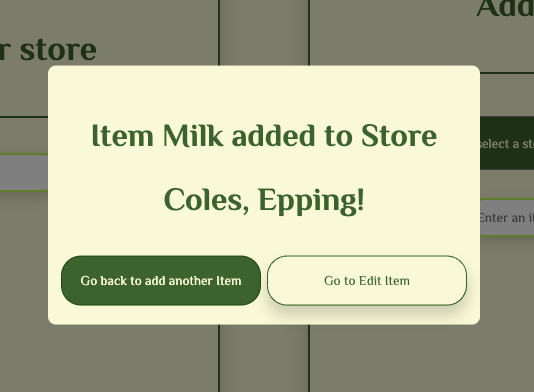 Add
r store
Item Milk added to Store
Coles, Epping!
select a sto
Enter an it
Go back to add another Item
Go to Edit Item